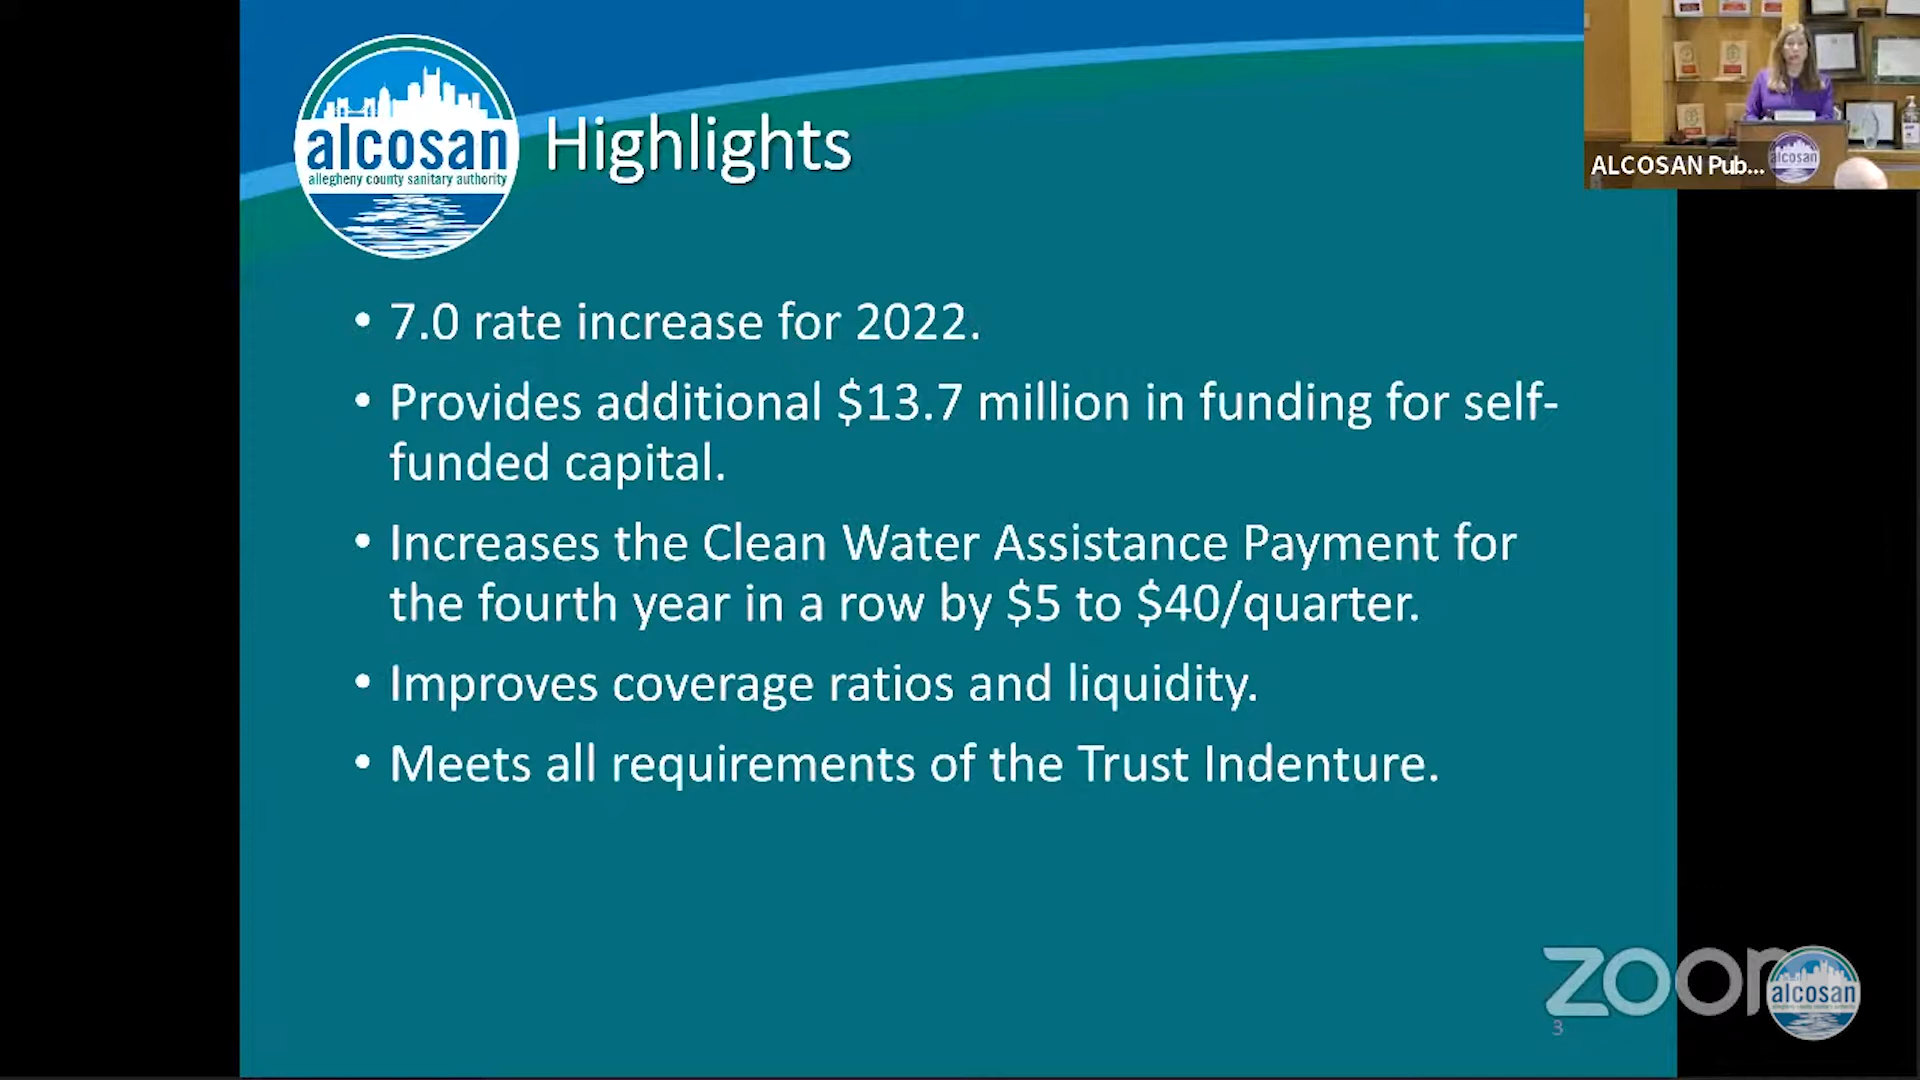 alcosan
allegheny county sanitary authority
Highlights
ALCOSAN Pub...
alcosan
• 7.0 rate increase for 2022.
• Provides additional $13.7 million in funding for self-
funded capital.
• Increases the Clean Water Assistance Payment for
the fourth year in a row by $5 to $40/quarter.
• Improves coverage ratios and liquidity.
• Meets all requirements of the Trust Indenture.
zoom
alcosan
3